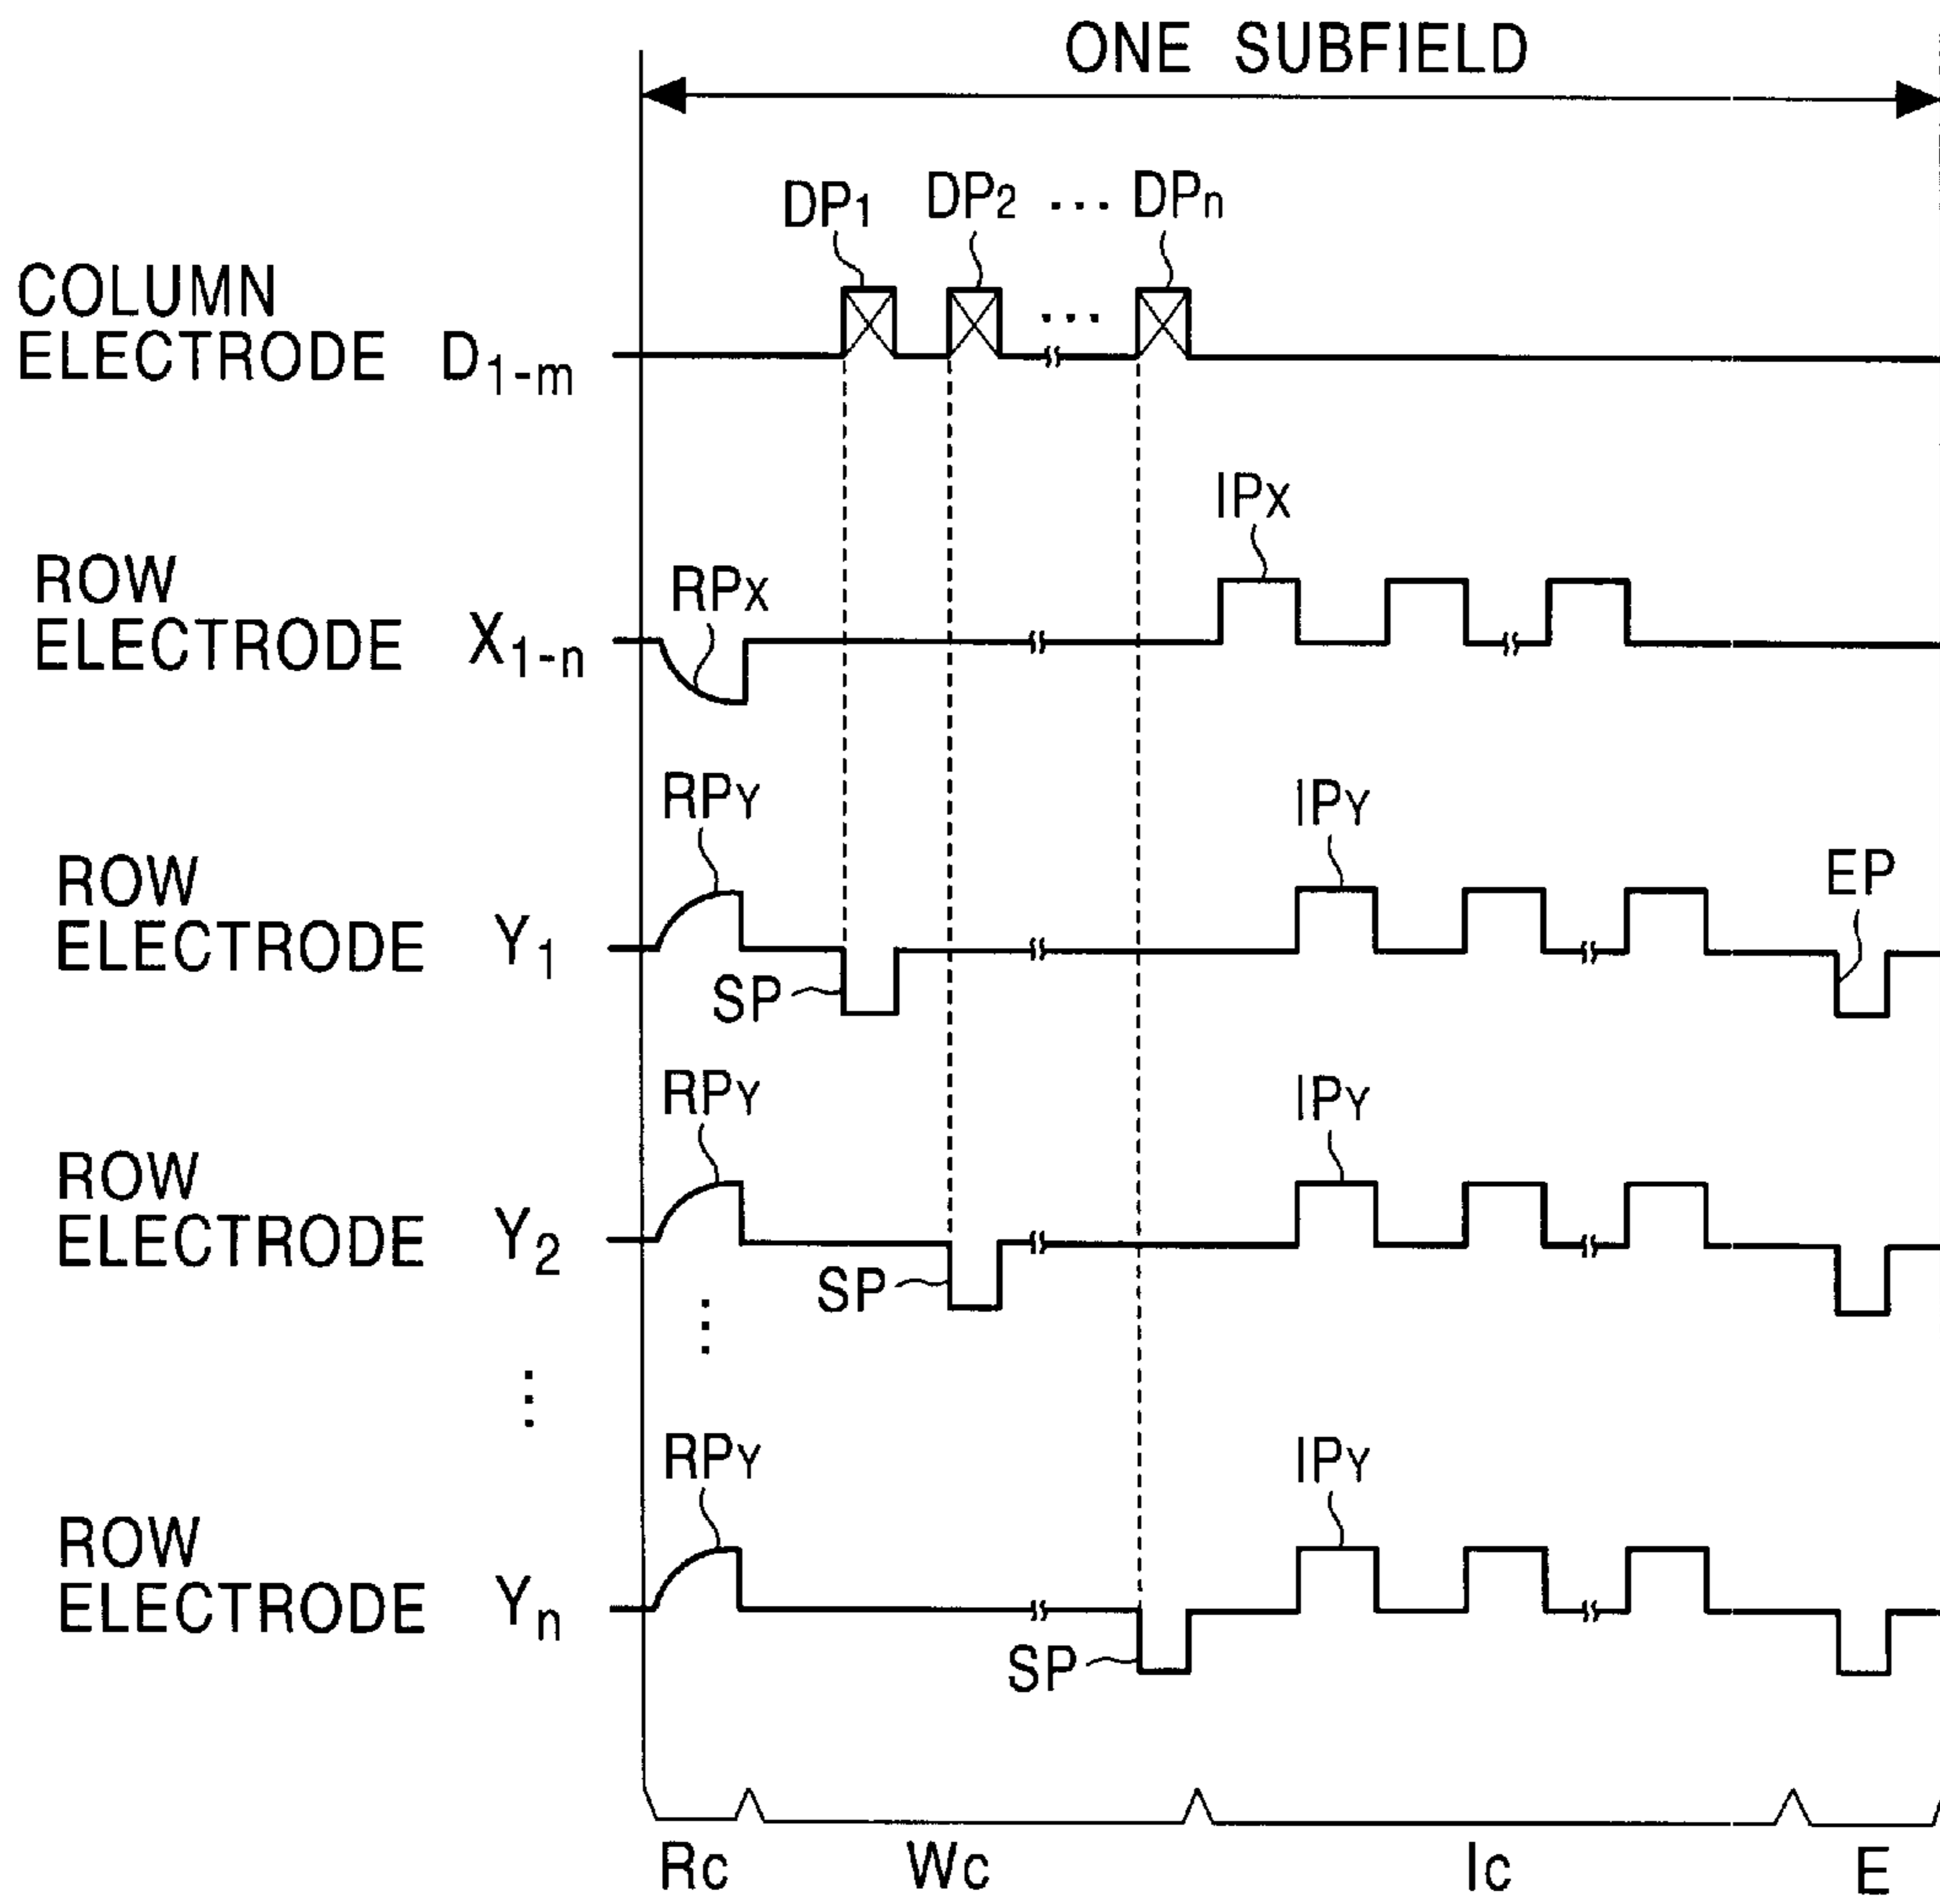 ONE SUBFIELD
DP1 DP2 ... DPn
COLUMN
ELECTRODE D1-m
...
IPX
ROW
ELECTRODE X1-n
RPX
RPY IPY
ROW
ELECTRODE Y1
EP
SP
RPY IPY
ROW
ELECTRODE Y2
SP
RPY IPY
ROW
ELECTRODE Yn
SP
Rc Wc Ic E